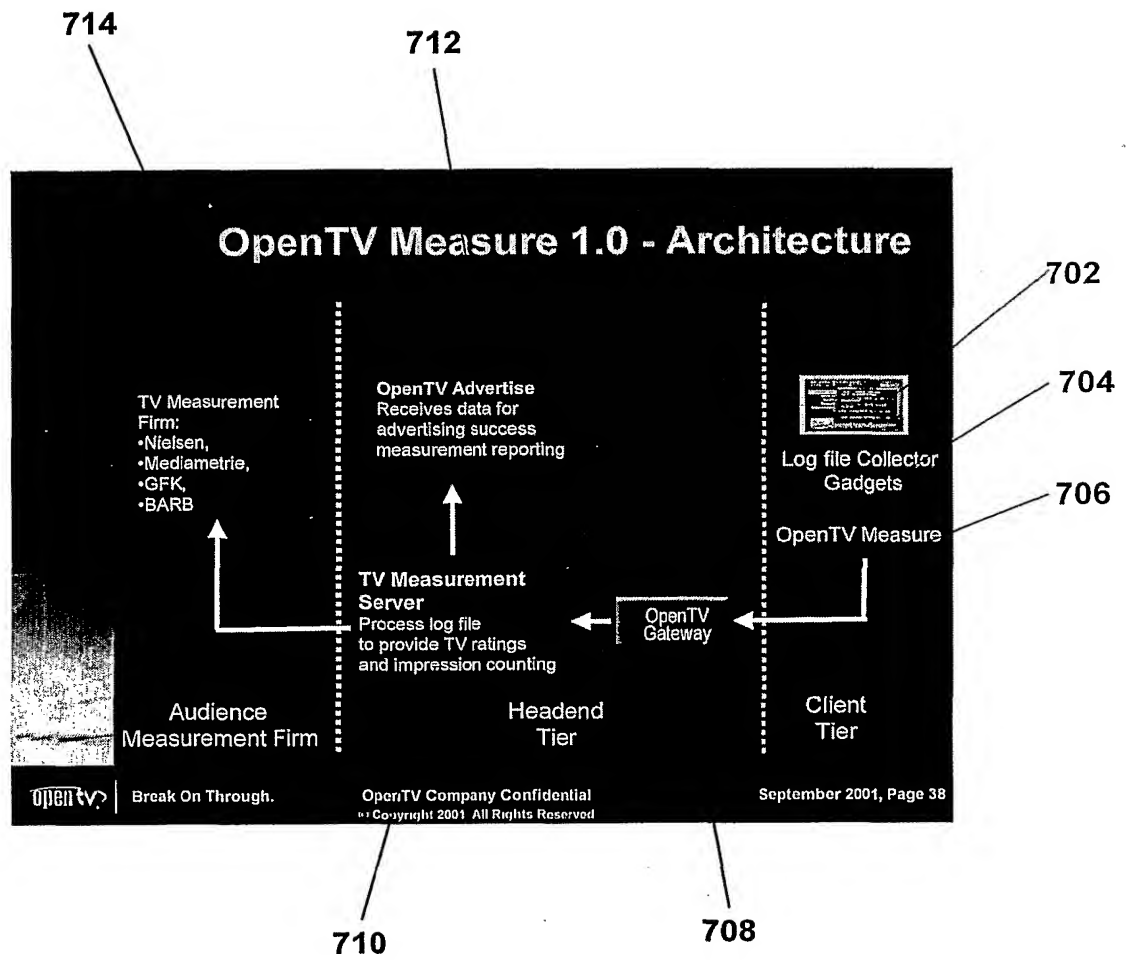 714
712
OpenTV Measure 1.0 - Architecture
702
704
706
TV Measurement
Firm:
•Nielsen,
•Mediametrie,
•GFK,
•BARB
OpenTV Advertise
Receives data for
advertising success
measurement reporting
Log file Collector
Gadgets
OpenTV Measure
TV Measurement
Server
Process log file
to provide TV ratings
and impression counting
OpenTV
Gateway
Audience
Measurement Firm
Headend
Tier
Client
Tier
opentv
Break On Through.
OpenTV Company Confidential
(c) Copyright 2001 All Rights Reserved
September 2001, Page 38
710
708